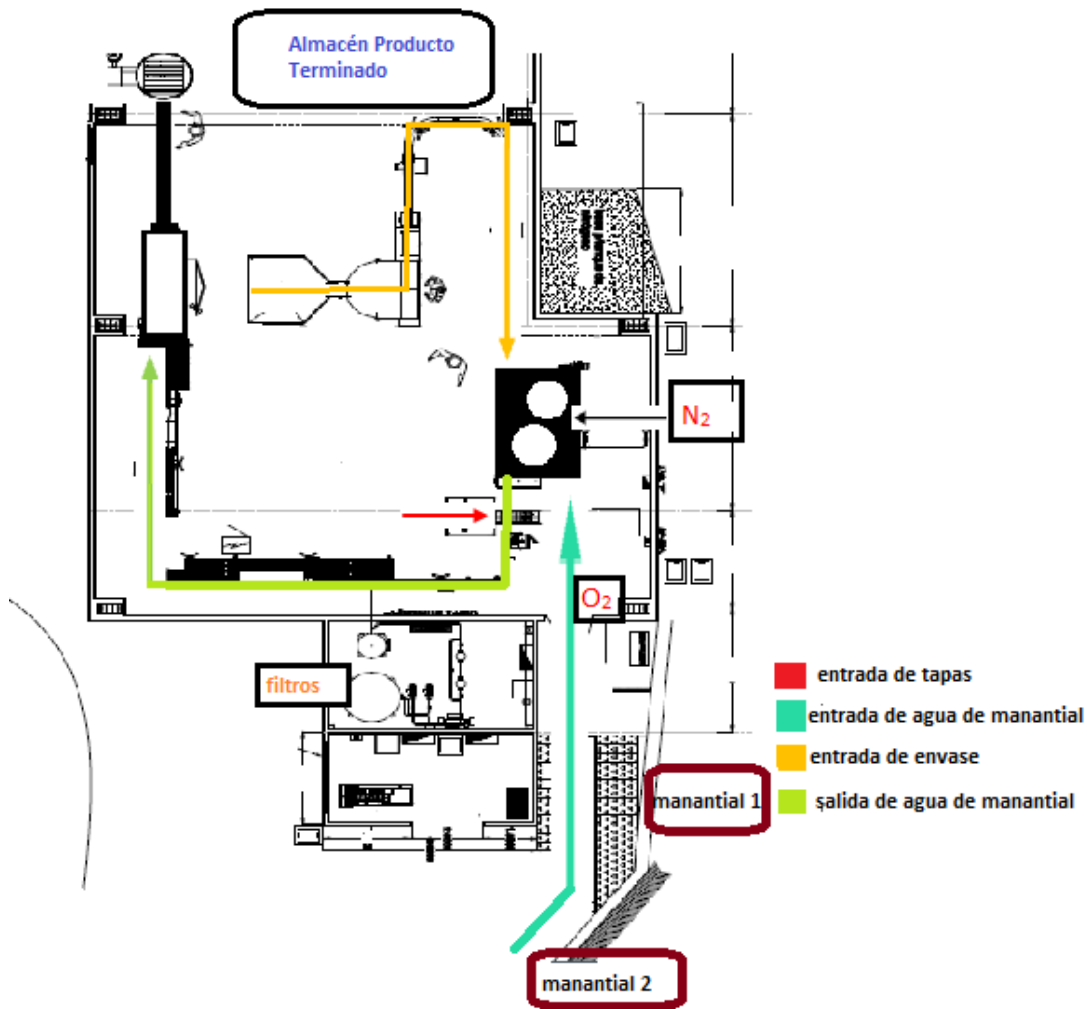 Almacén Producto
Terminado
N₂
O₂
filtros
entrada de tapas
entrada de agua de manantial
entrada de envase
salida de agua de manantial
manantial 1
manantial 2